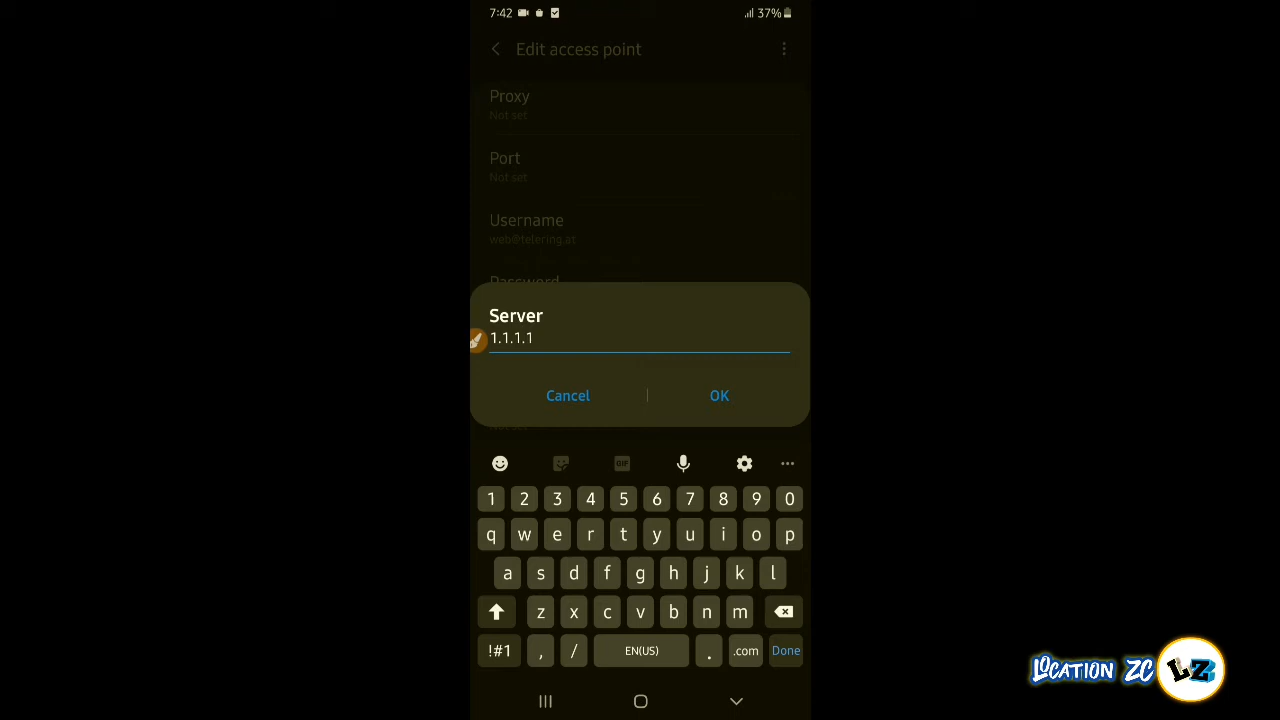 7:42
37%
Edit access point
Proxy
Not set
Port
Not set
Username
web@telering.at
Password
Server
1.1.1.1
Cancel
OK
GIF
1 2 3 4 5 6 7 8 9 0
q w e r t y u i o p
a s d f g h j k l
z x c v b n m
!#1 , / EN(US) . .com Done
LOCATION ZC
LZ